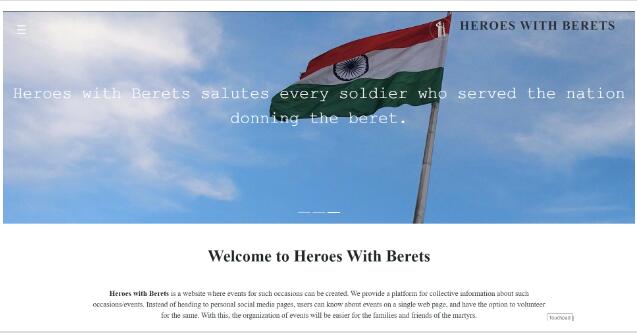 HEROES WITH BERETS
Heroes with Berets salutes every soldier who served the nation
donning the beret.
Welcome to Heroes With Berets
Heroes with Berets is a website where events for such occasions can be created. We provide a platform for collective information about such
occasions/events. Instead of heading to personal social media pages, users can know about events on a single web page, and have the option to volunteer
for the same. With this, the organization of events will be easier for the families and friends of the martyrs.
Touchpad